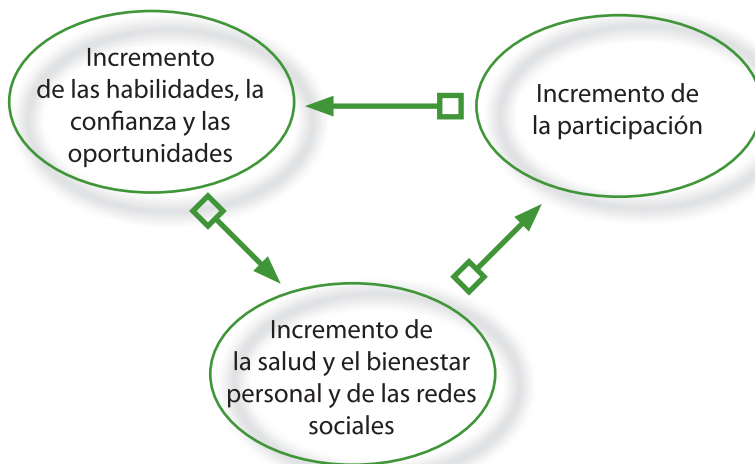 Incremento
de las habilidades, la
confianza y las
oportunidades
Incremento de
la participación
Incremento de
la salud y el bienestar
personal y de las redes
sociales